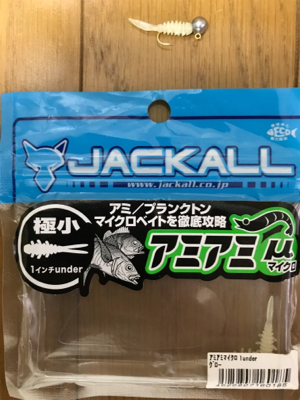 ECO
JACKALL
www.jackall.co.jp
極小
1インチunder
アミ/プランクトン
マイクロベイトを徹底攻略
アミアミμ
マイクロ
アミアミマイクロ 1under
グロー